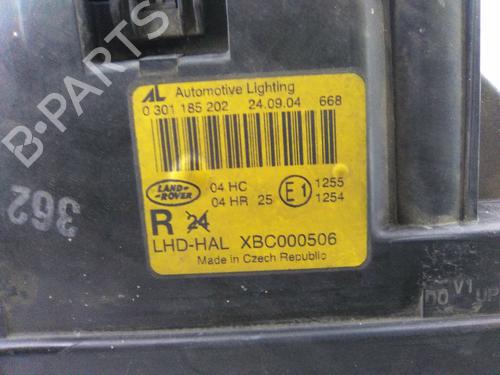 B-PARTS
AL Automotive Lighting
0 301 185 202 24.09.04 668
LAND-ROVER
04 HC
04 HR 25
E1
1255
1254
R 24
LHD-HAL XBC000506
Made in Czech Republic
362
DO V1 UP